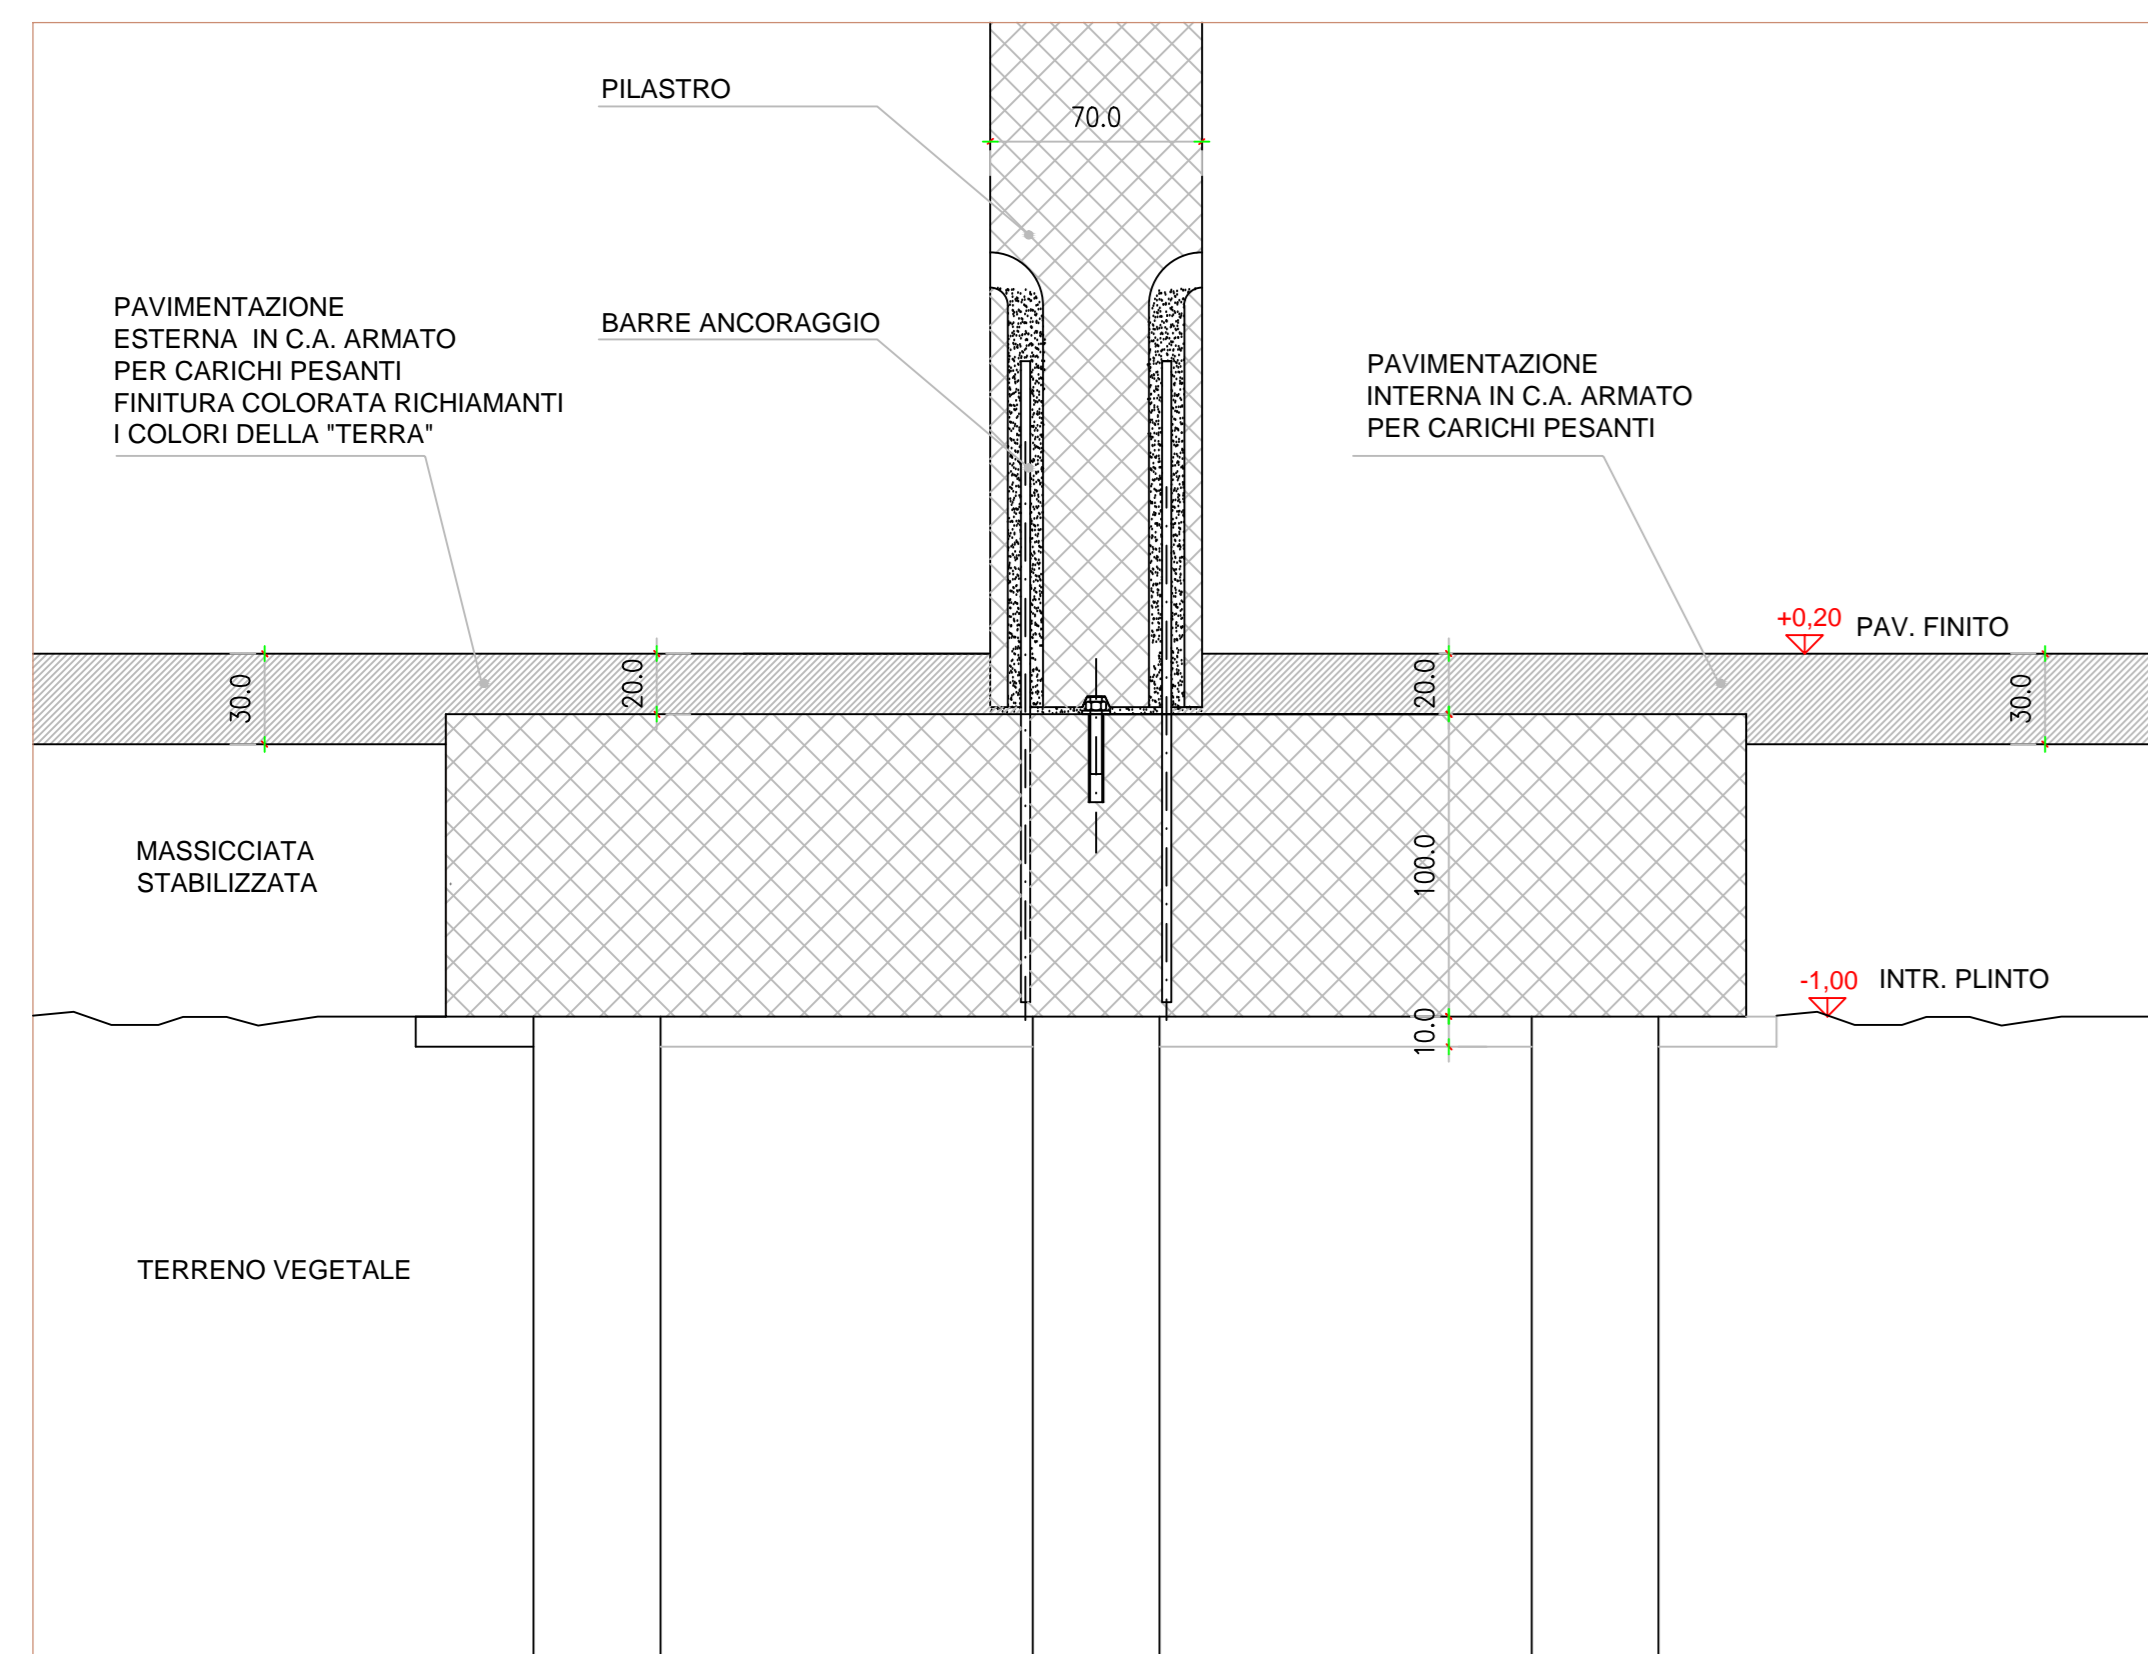 PILASTRO
70.0
PAVIMENTAZIONE
ESTERNA  IN C.A. ARMATO
PER CARICHI PESANTI
FINITURA COLORATA RICHIAMANTI
I COLORI DELLA "TERRA"
BARRE ANCORAGGIO
PAVIMENTAZIONE
INTERNA IN C.A. ARMATO
PER CARICHI PESANTI
+0,20 PAV. FINITO
30.0
20.0
20.0
30.0
MASSICCIATA
STABILIZZATA
100.0
-1,00 INTR. PLINTO
10.0
TERRENO VEGETALE